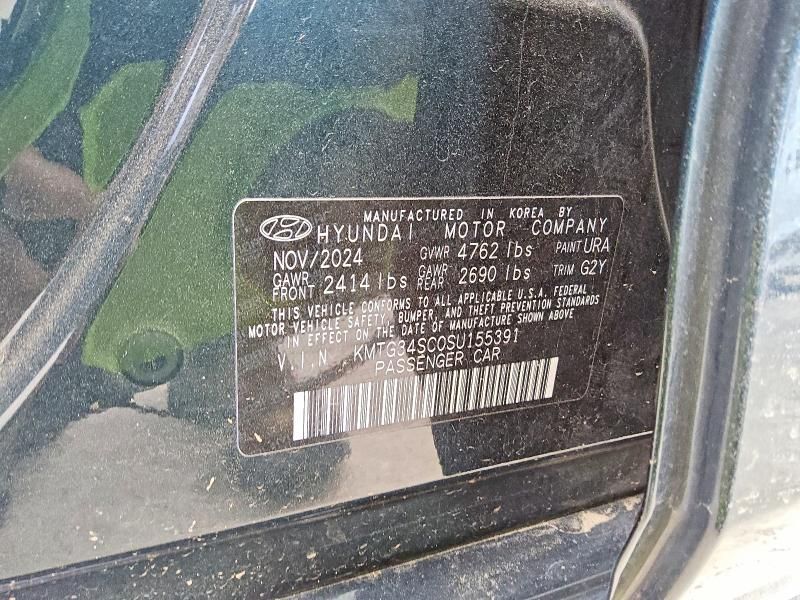 MANUFACTURED IN KOREA BY
HYUNDAI MOTOR COMPANY
NOV/2024 GVWR 4762 lbs PAINT URA
GAWR FRONT 2414 lbs GAWR REAR 2690 lbs TRIM G2Y
THIS VEHICLE CONFORMS TO ALL APPLICABLE U.S.A. FEDERAL
MOTOR VEHICLE SAFETY, BUMPER, AND THEFT PREVENTION STANDARDS
IN EFFECT ON THE DATE OF MANUFACTURE SHOWN ABOVE
V.I.N. KMTG34SC0SU155391
PASSENGER CAR